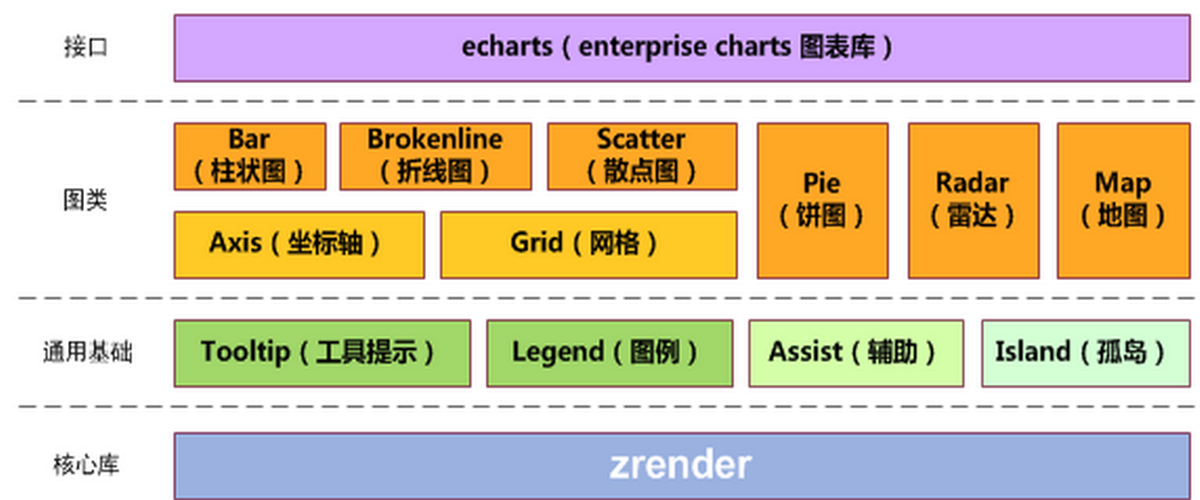 接口
echarts（enterprise charts 图表库）
图类
Bar
（柱状图）
Brokenline
（折线图）
Scatter
（散点图）
Pie
（饼图）
Radar
（雷达）
Map
（地图）
Axis（坐标轴）
Grid（网格）
通用基础
Tooltip（工具提示）
Legend（图例）
Assist（辅助）
Island（孤岛）
核心库
zrender